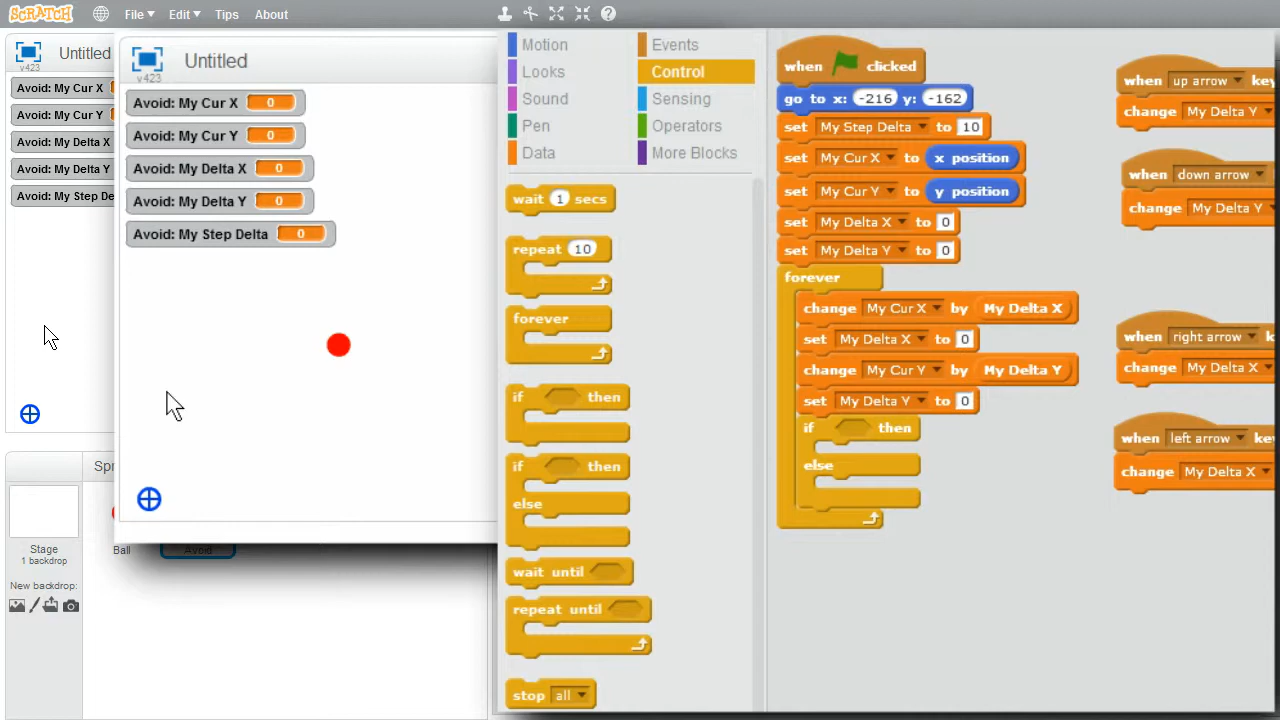 SCRATCH File Edit Tips About
Untitled
v423
Avoid: My Cur X
Avoid: My Cur Y
Avoid: My Delta X
Avoid: My Delta Y
Avoid: My Step De
Untitled
v423
Avoid: My Cur X 0
Avoid: My Cur Y 0
Avoid: My Delta X 0
Avoid: My Delta Y 0
Avoid: My Step Delta 0
Spr
Stage
1 backdrop
New backdrop:
Ball
Avoid
Motion Events
Looks Control
Sound Sensing
Pen Operators
Data More Blocks
wait 1 secs
repeat 10
forever
if then
if then
else
wait until
repeat until
stop all
when clicked
go to x: -216 y: -162
set My Step Delta to 10
set My Cur X to x position
set My Cur Y to y position
set My Delta X to 0
set My Delta Y to 0
forever
change My Cur X by My Delta X
set My Delta X to 0
change My Cur Y by My Delta Y
set My Delta Y to 0
if then
else
when up arrow key
change My Delta Y
when down arrow
change My Delta Y
when right arrow k
change My Delta X
when left arrow key
change My Delta X